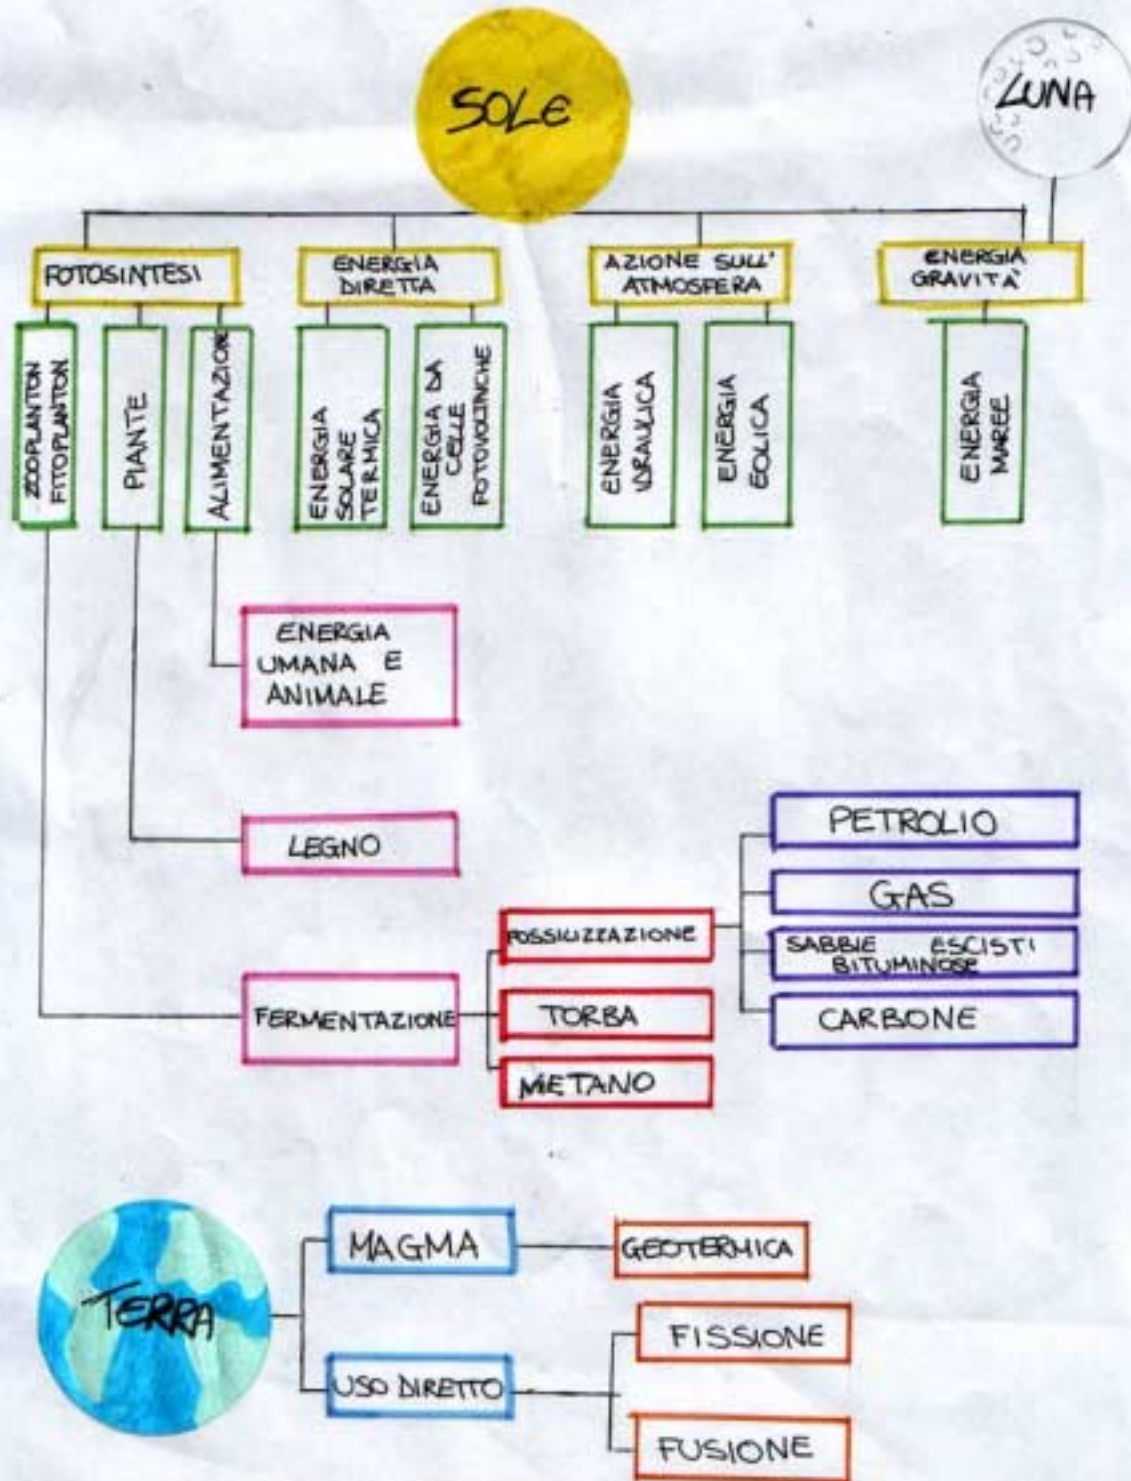 SOLE
LUNA
FOTOSINTESI
ENERGIA
DIRETTA
AZIONE SULL'
ATMOSFERA
ENERGIA
GRAVITÀ
ZOOPLANTON
FITOPLANTON
PIANTE
ALIMENTAZIONE
ENERGIA
SOLARE
TERMICA
ENERGIA DA
CELLE
FOTOVOLTNCHE
ENERGIA
IDRAULICA
ENERGIA
EOLICA
ENERGIA
MAREE
ENERGIA
UMANA E
ANIMALE
LEGNO
FERMENTAZIONE
FOSSILIZZAZIONE
TORBA
METANO
PETROLIO
GAS
SABBIE ESCISTI
BITUMINOSE
CARBONE
TERRA
MAGMA
GEOTERMICA
USO DIRETTO
FISSIONE
FUSIONE